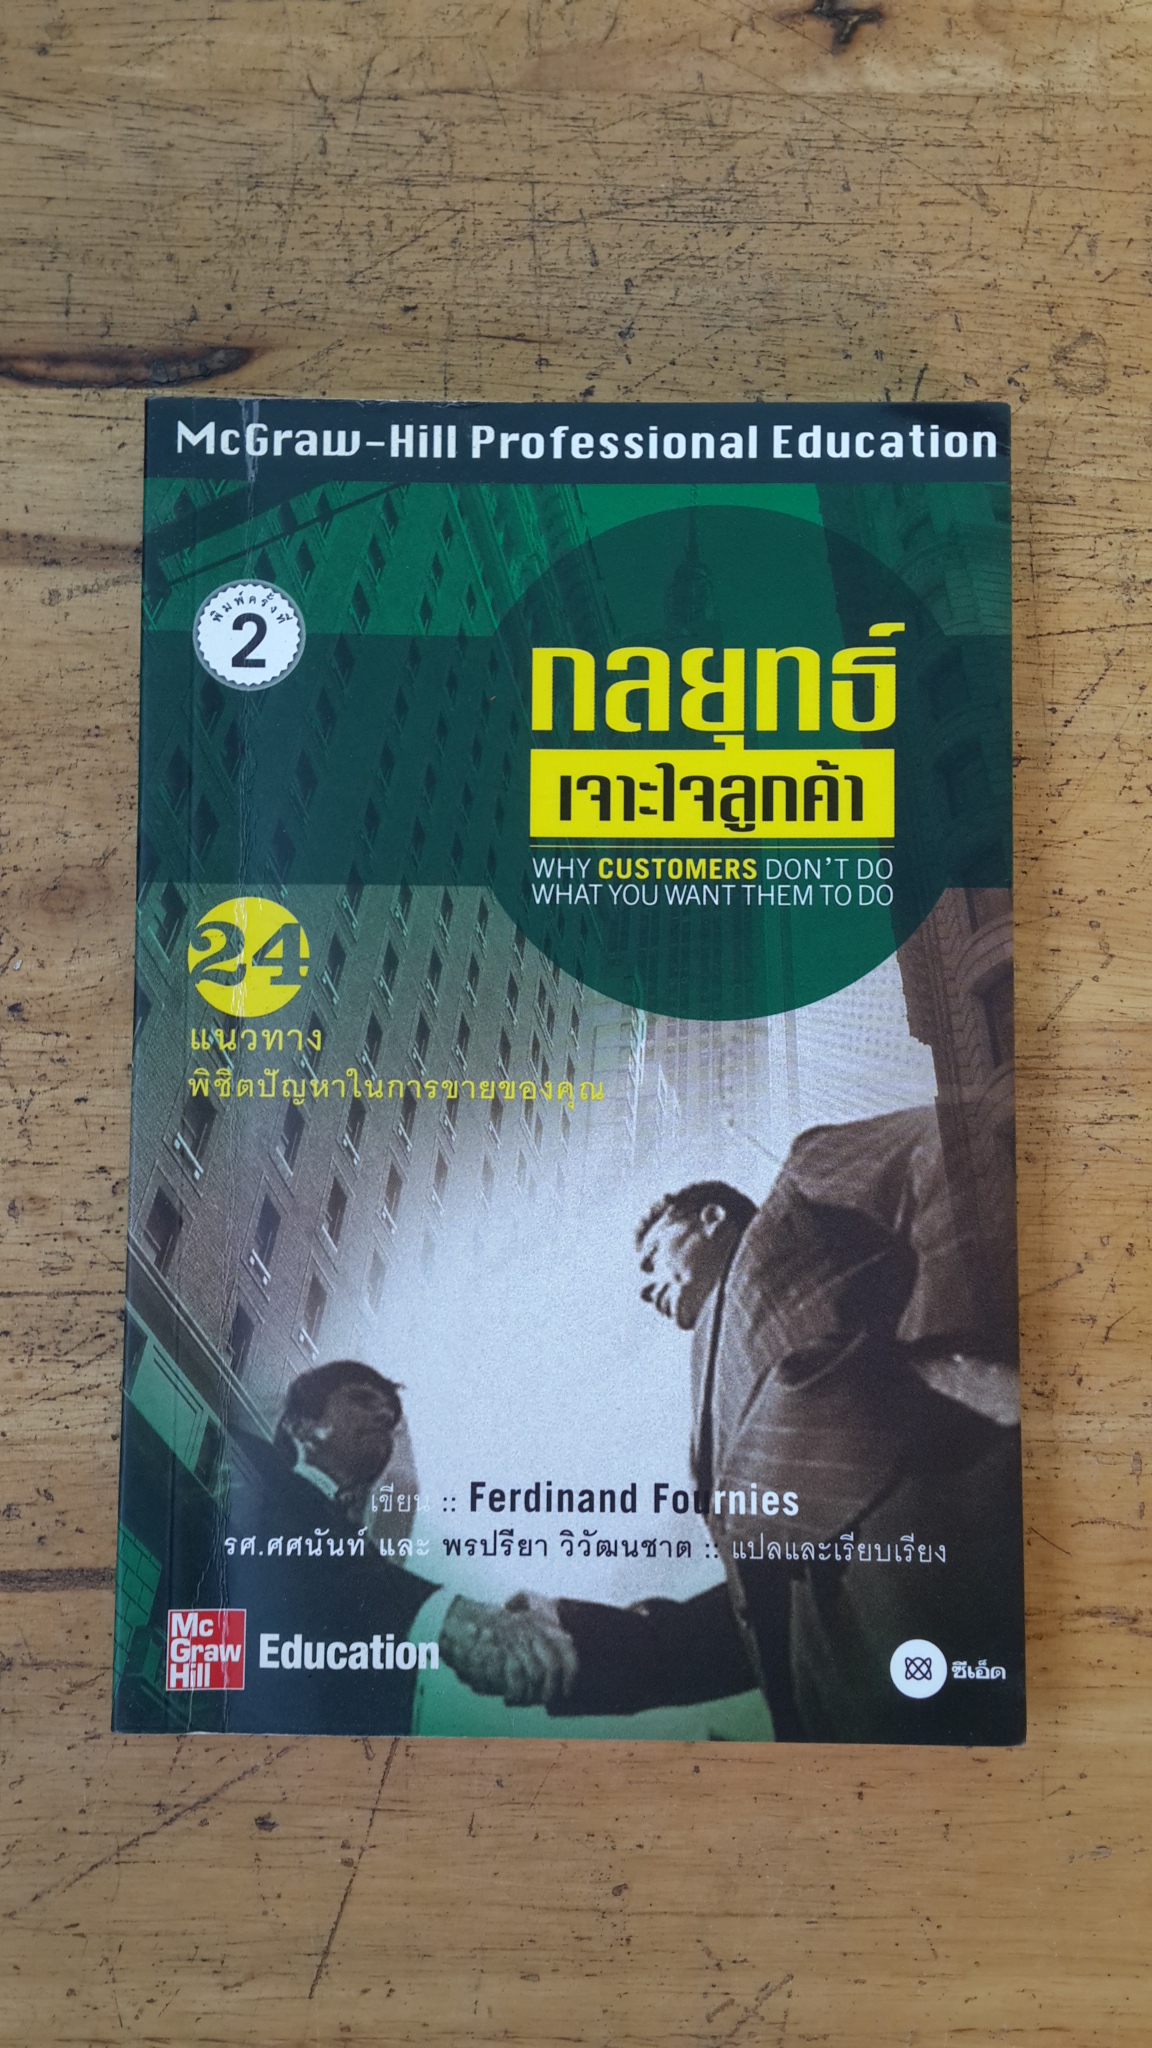 McGraw-Hill Professional Education
พิมพ์ครั้งที่
2
กลยุทธ์
เจาะใจลูกค้า
WHY CUSTOMERS DON'T DO
WHAT YOU WANT THEM TO DO
24
แนวทาง
พิชิตปัญหาในการขายของคุณ
เขียน :: Ferdinand Fournies
รศ.ศศนันท์ และ พรปรียา วิวัฒนชาต :: แปลและเรียบเรียง
Mc
Graw
Hill
Education
ซีเอ็ด